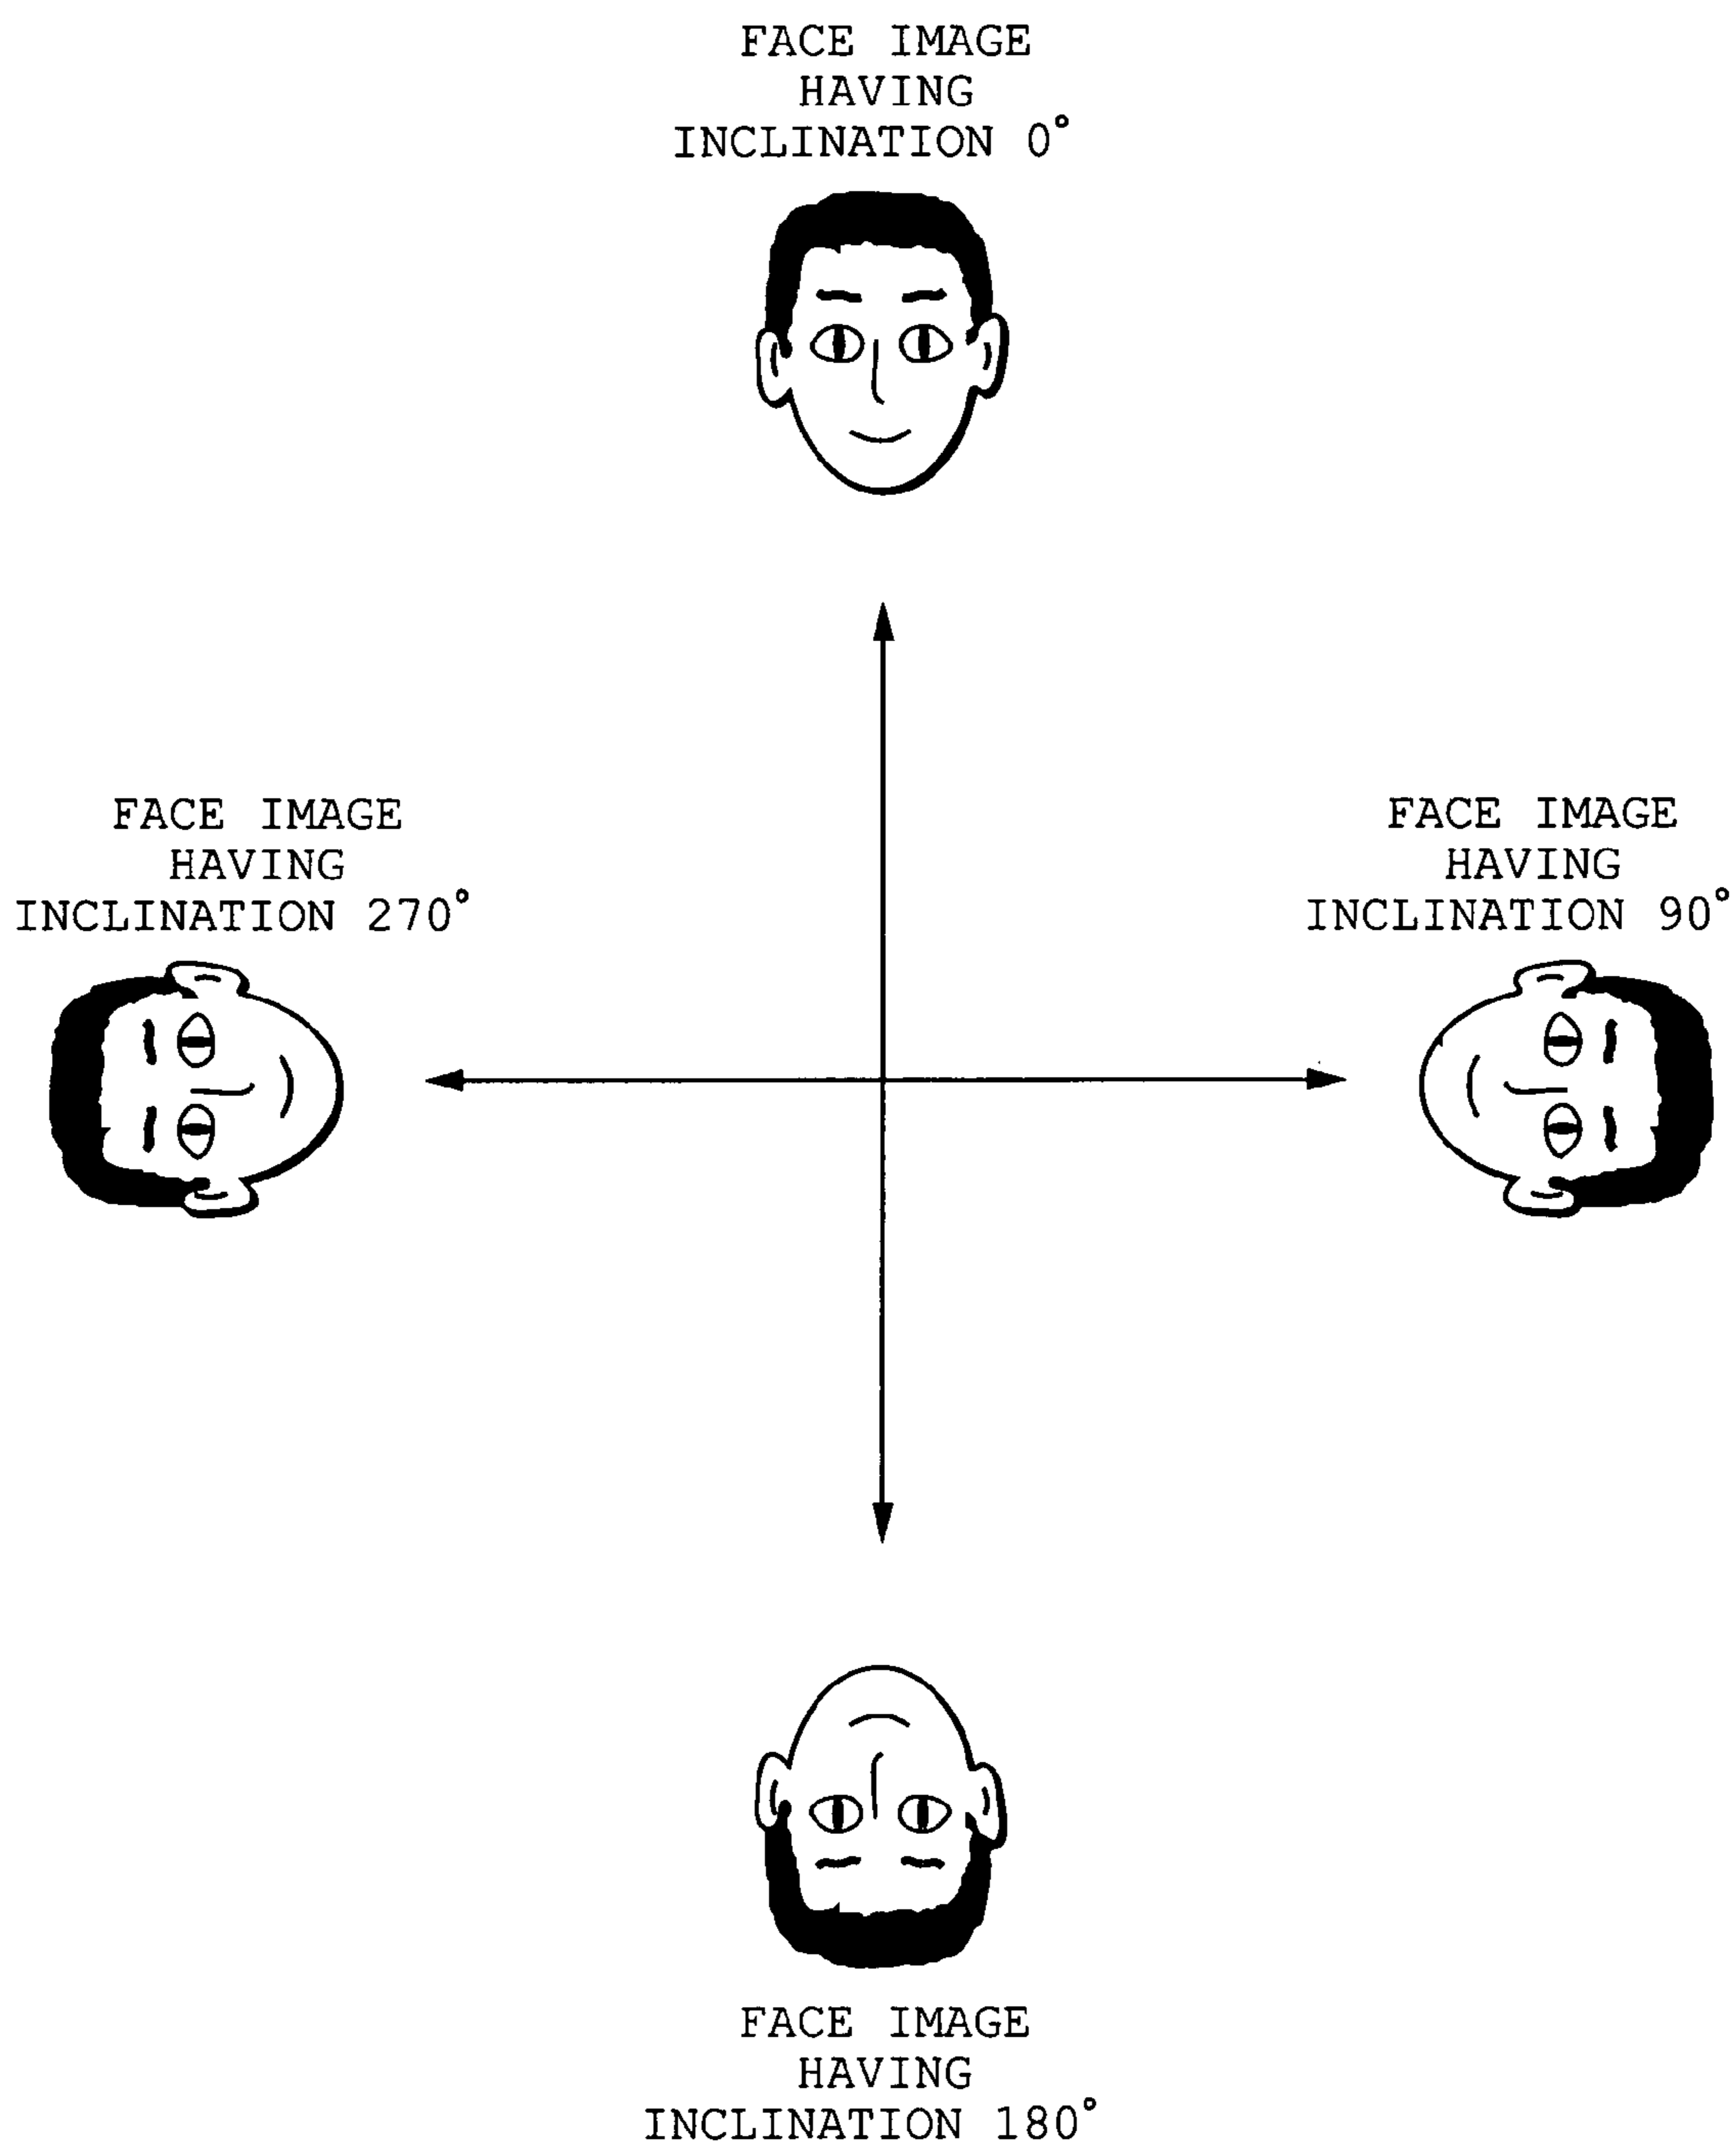 FACE IMAGE
HAVING
INCLINATION 0°
FACE IMAGE
HAVING
INCLINATION 270°
FACE IMAGE
HAVING
INCLINATION 90°
FACE IMAGE
HAVING
INCLINATION 180°